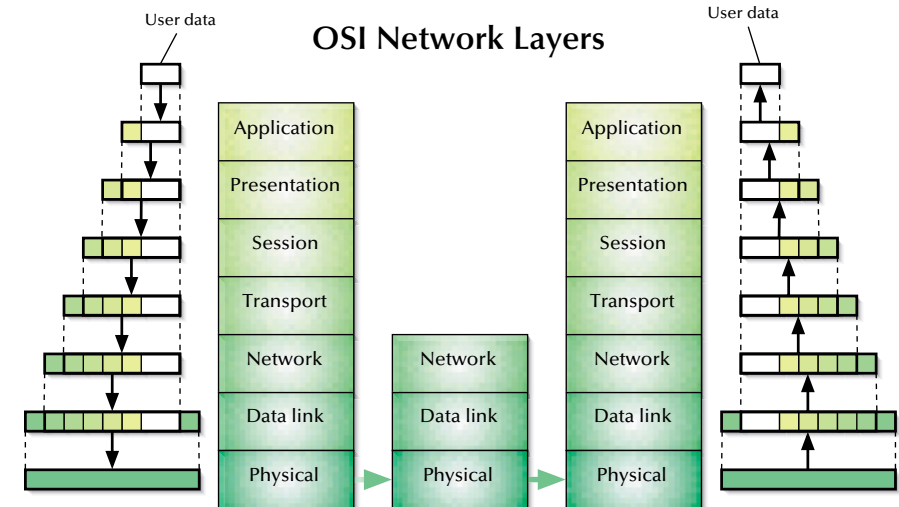 User data
OSI Network Layers
User data
Application
Presentation
Session
Transport
Network
Data link
Physical
Network
Data link
Physical
Application
Presentation
Session
Transport
Network
Data link
Physical